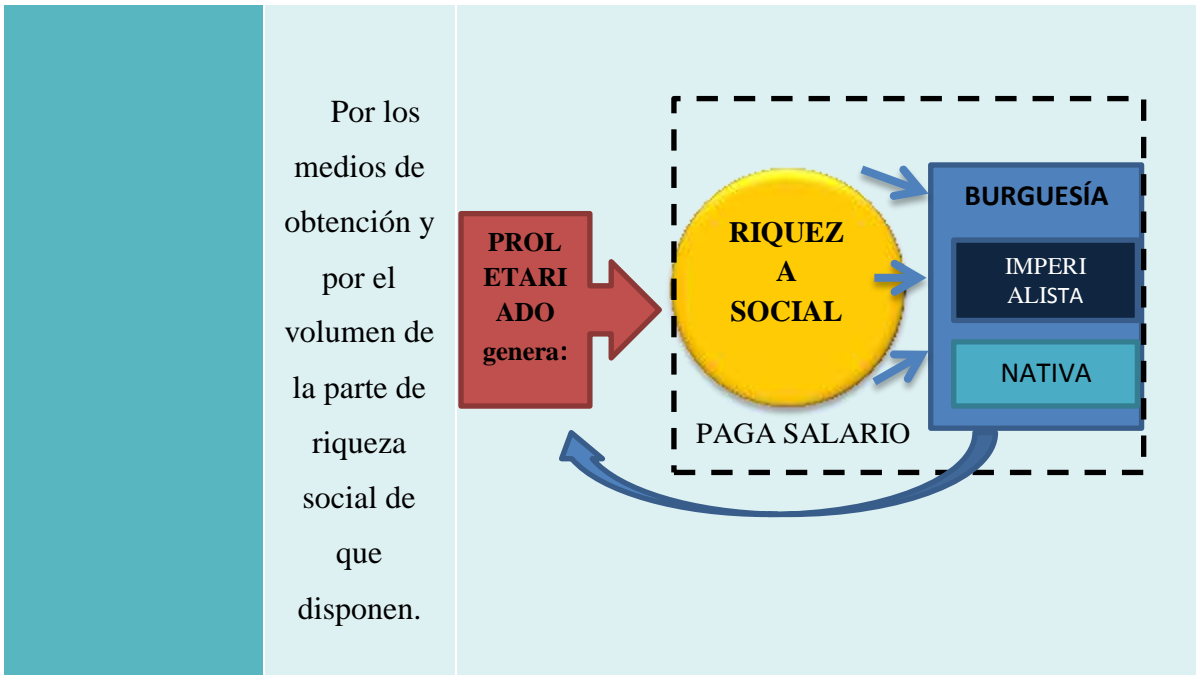 Por los
medios de
obtención y
por el
volumen de
la parte de
riqueza
social de
que
disponen.
PROL
ETARI
ADO
genera:
RIQUEZ
A
SOCIAL
PAGA SALARIO
BURGUESÍA
IMPERI
ALISTA
NATIVA